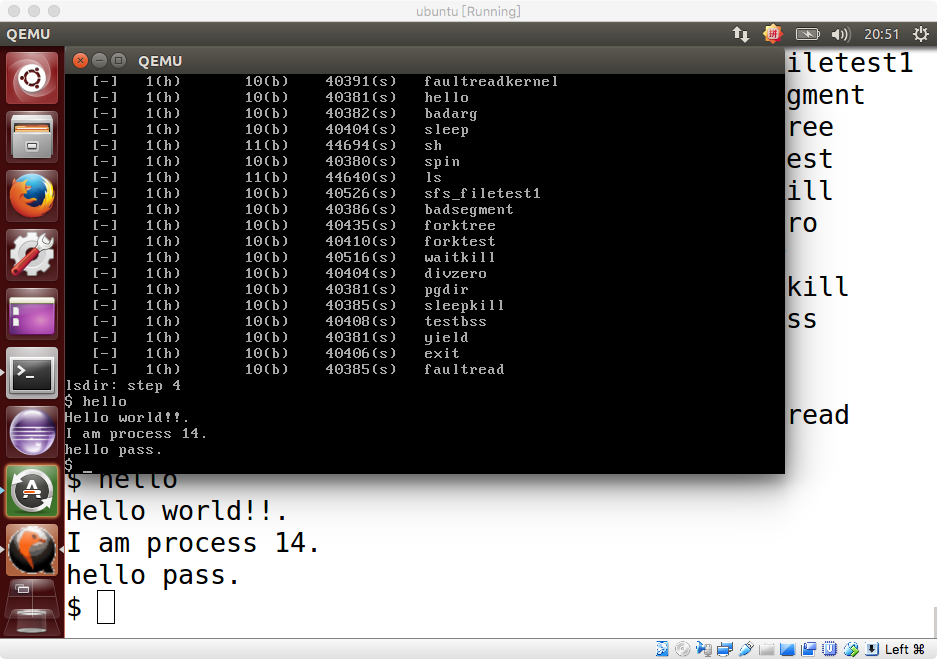 ubuntu [Running]
QEMU
拼
20:51
QEMU
[-] 1(h) 10(b) 40391(s) faultreadkernel
[-] 1(h) 10(b) 40381(s) hello
[-] 1(h) 10(b) 40382(s) badarg
[-] 1(h) 10(b) 40404(s) sleep
[-] 1(h) 11(b) 44694(s) sh
[-] 1(h) 10(b) 40380(s) spin
[-] 1(h) 11(b) 44640(s) ls
[-] 1(h) 10(b) 40526(s) sfs_filetest1
[-] 1(h) 10(b) 40386(s) badsegment
[-] 1(h) 10(b) 40435(s) forktree
[-] 1(h) 10(b) 40410(s) forktest
[-] 1(h) 10(b) 40516(s) waitkill
[-] 1(h) 10(b) 40404(s) divzero
[-] 1(h) 10(b) 40381(s) pgdir
[-] 1(h) 10(b) 40385(s) sleepkill
[-] 1(h) 10(b) 40408(s) testbss
[-] 1(h) 10(b) 40381(s) yield
[-] 1(h) 10(b) 40406(s) exit
[-] 1(h) 10(b) 40385(s) faultread
lsdir: step 4
$ hello
Hello world!!.
I am process 14.
hello pass.
$ _
iletest1
gment
ree
est
ill
ro
kill
ss
read
$ hello
Hello world!!.
I am process 14.
hello pass.
$
Left ⌘